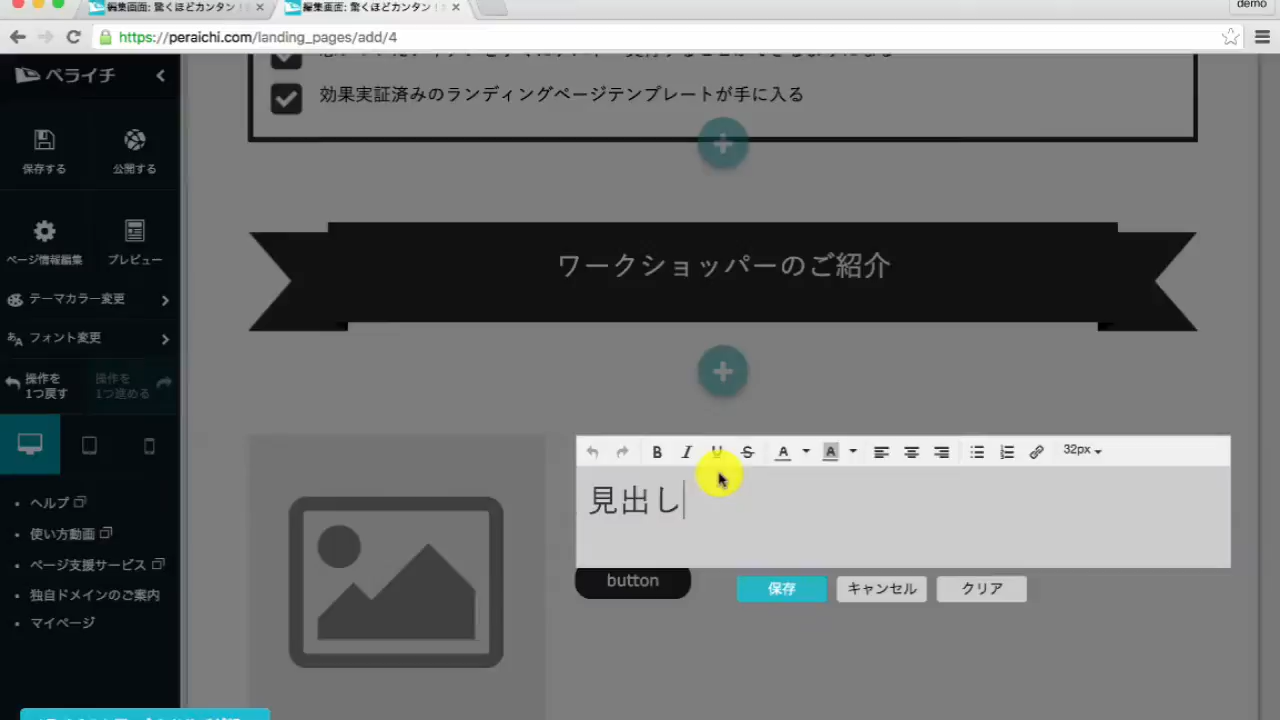 編集画面: 驚くほどカンタン!
編集画面: 驚くほどカンタン!
demo
https://peraichi.com/landing_pages/add/4
ペライチ
保存する
公開する
ページ情報編集
プレビュー
テーマカラー変更
フォント変更
操作を
1つ戻す
操作を
1つ進める
ヘルプ
使い方動画
ページ支援サービス
独自ドメインのご案内
マイページ
効果実証済みのランディングページテンプレートが手に入る
ワークショッパーのご紹介
B I U S A A 32px
見出し
button
保存
キャンセル
クリア